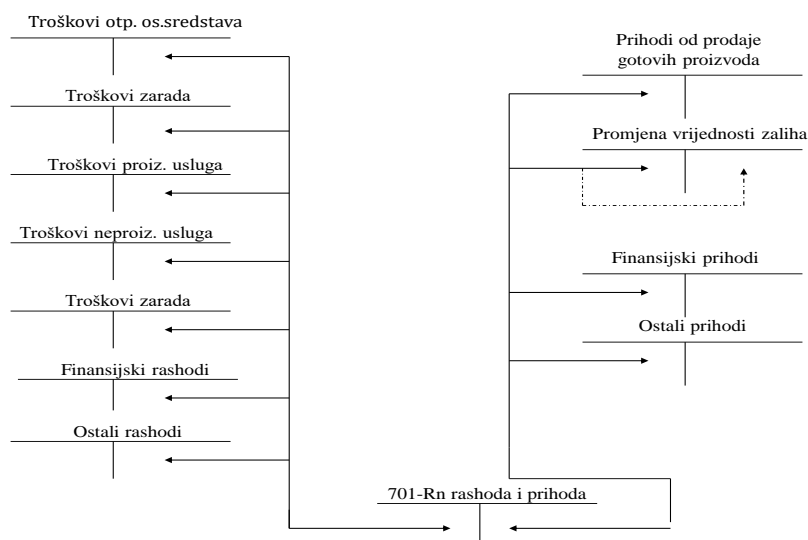 Troškovi otp. os.sredstava
Troškovi zarada
Troškovi proiz. usluga
Troškovi neproiz. usluga
Troškovi zarada
Finansijski rashodi
Ostali rashodi
Prihodi od prodaje
gotovih proizvoda
Promjena vrijednosti zaliha
Finansijski prihodi
Ostali prihodi
701-Rn rashoda i prihoda